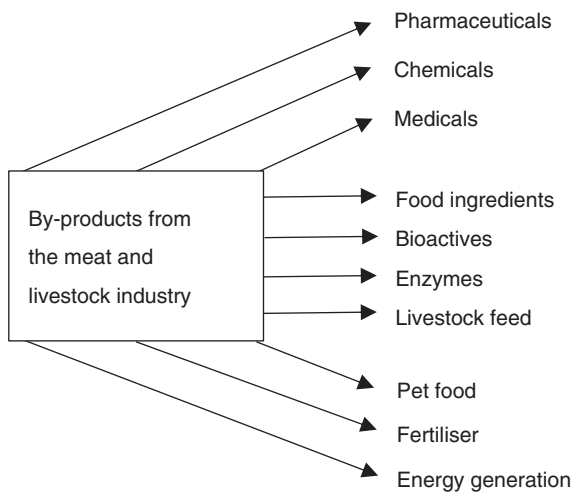 Pharmaceuticals
Chemicals
Medicals
By-products from
the meat and
livestock industry
Food ingredients
Bioactives
Enzymes
Livestock feed
Pet food
Fertiliser
Energy generation